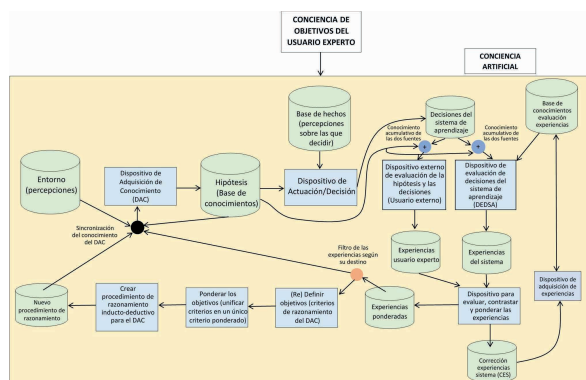 CONCIENCIA DE
OBJETIVOS DEL
USUARIO EXPERTO
CONCIENCIA
ARTIFICIAL
Base de hechos
(percepciones
sobre las que
decidir)
Decisiones del
sistema de
aprendizaje
Base de
conocimientos
evaluación
experiencias
Conocimiento
acumulativo de
las dos fuentes
+
+
Conocimiento
acumulativo de
las dos fuentes
Entorno
(percepciones)
Dispositivo de
Adquisición de
Conocimiento
(DAC)
Hipótesis
(Base de
conocimientos)
Dispositivo de
Actuación/Decisión
Dispositivo externo
de evaluación de la
hipótesis y las
decisiones
(Usuario externo)
Dispositivo de
evaluación de
decisiones del
sistema de
aprendizaje
(DEDSA)
Sincronización
del conocimiento
del DAC
Filtro de las
experiencias según
su destino
Experiencias
usuario experto
Experiencias
del sistema
Dispositivo de
adquisición de
experiencias
Nuevo
procedimiento de
razonamiento
Crear
procedimiento de
razonamiento
inducto-deductivo
para el DAC
Ponderar los
objetivos (unificar
criterios en un único
criterio ponderado)
(Re) Definir
objetivos (criterios
de razonamiento
del DAC)
Experiencias
ponderadas
Dispositivo para
evaluar, contrastar
y ponderar las
experiencias
Corrección
experiencias
sistema (CES)